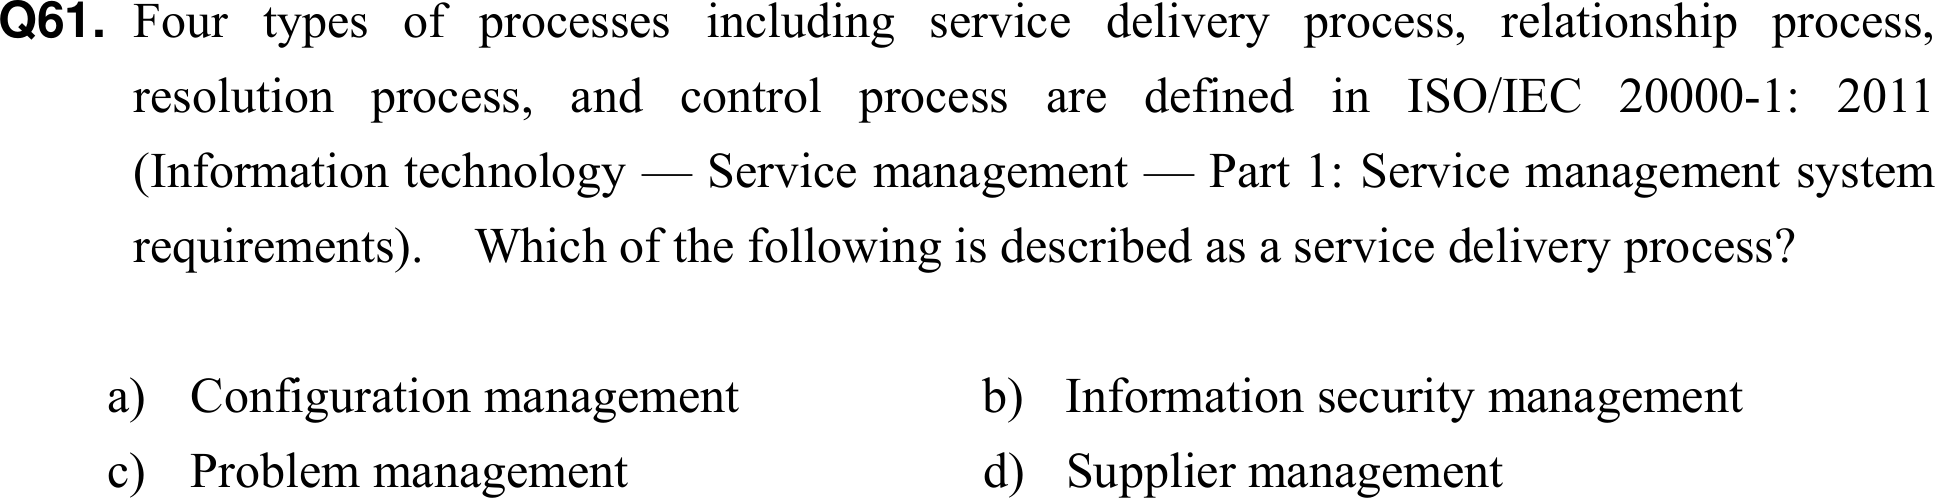 Q61. Four types of processes including service delivery process, relationship process,
resolution process, and control process are defined in ISO/IEC 20000-1: 2011
(Information technology — Service management — Part 1: Service management system
requirements). Which of the following is described as a service delivery process?
a) Configuration management b) Information security management
c) Problem management d) Supplier management